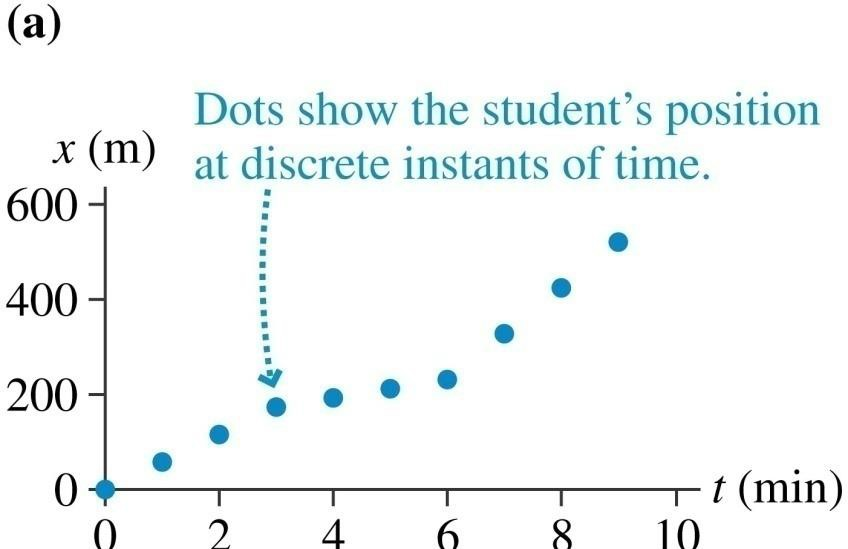 (a)
Dots show the student’s position
at discrete instants of time.
x (m)
600
400
200
0
t (min)
0 2 4 6 8 10